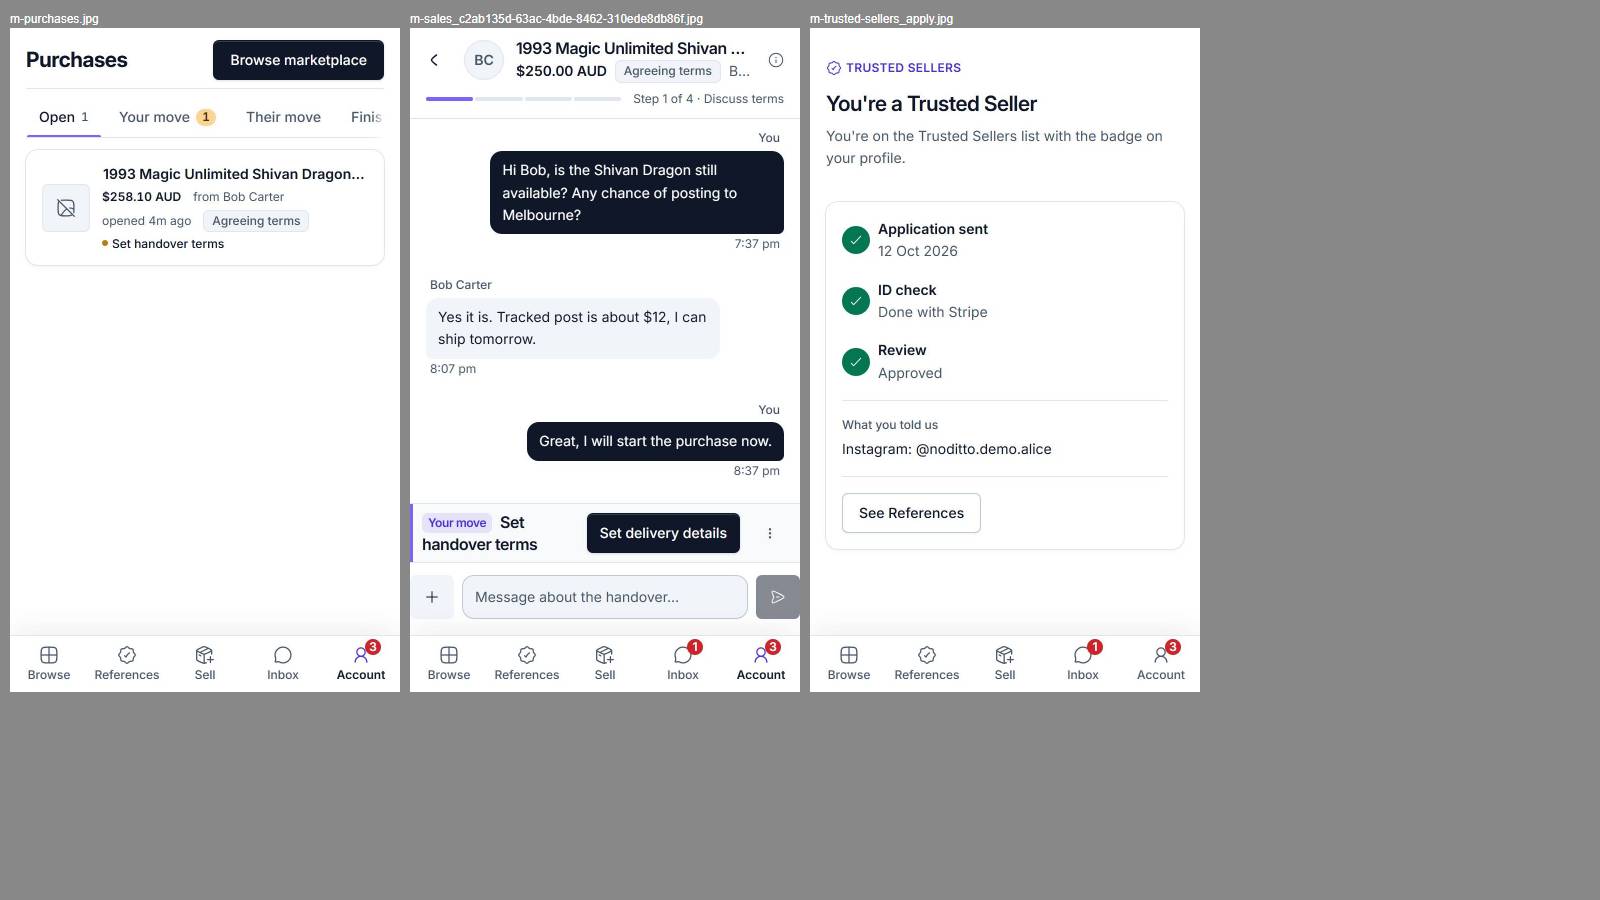 m-purchases.jpg
Purchases
Browse marketplace
Open 1
Your move 1
Their move
Finis
1993 Magic Unlimited Shivan Dragon...
$258.10 AUD from Bob Carter
opened 4m ago Agreeing terms
Set handover terms
Browse
References
Sell
Inbox
3
Account
m-sales_c2ab135d-63ac-4bde-8462-310ede8db86f.jpg
BC
1993 Magic Unlimited Shivan ...
$250.00 AUD Agreeing terms B...
Step 1 of 4 · Discuss terms
You
Hi Bob, is the Shivan Dragon still
available? Any chance of posting to
Melbourne?
7:37 pm
Bob Carter
Yes it is. Tracked post is about $12, I can
ship tomorrow.
8:07 pm
You
Great, I will start the purchase now.
8:37 pm
Your move Set
handover terms
Set delivery details
Message about the handover...
Browse
References
Sell
1
Inbox
3
Account
m-trusted-sellers_apply.jpg
TRUSTED SELLERS
You're a Trusted Seller
You're on the Trusted Sellers list with the badge on
your profile.
Application sent
12 Oct 2026
ID check
Done with Stripe
Review
Approved
What you told us
Instagram: @noditto.demo.alice
See References
Browse
References
Sell
1
Inbox
3
Account